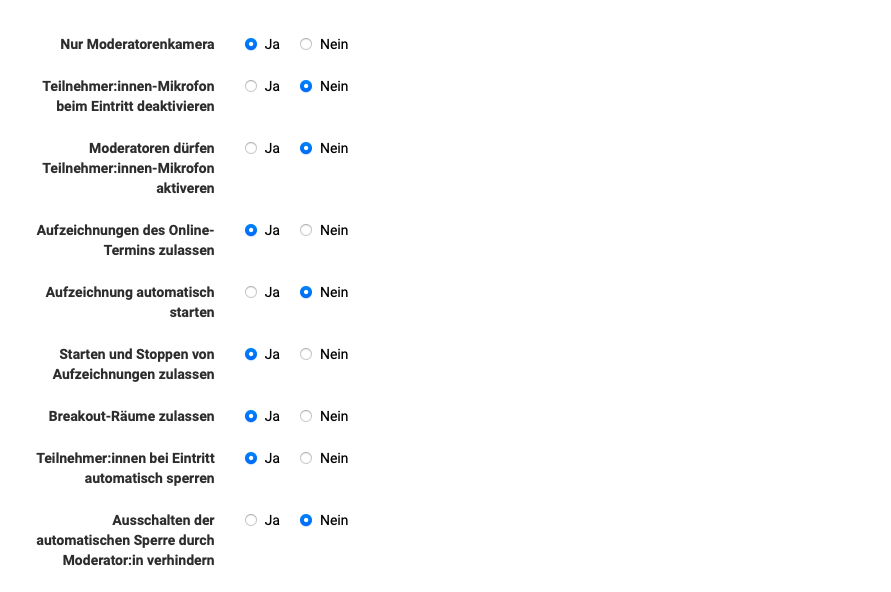 Nur Moderatorenkamera Ja Nein
Teilnehmer:innen-Mikrofon Ja Nein
beim Eintritt deaktivieren
Moderatoren dürfen Ja Nein
Teilnehmer:innen-Mikrofon
aktiveren
Aufzeichnungen des Online- Ja Nein
Termins zulassen
Aufzeichnung automatisch Ja Nein
starten
Starten und Stoppen von Ja Nein
Aufzeichnungen zulassen
Breakout-Räume zulassen Ja Nein
Teilnehmer:innen bei Eintritt Ja Nein
automatisch sperren
Ausschalten der Ja Nein
automatischen Sperre durch
Moderator:in verhindern